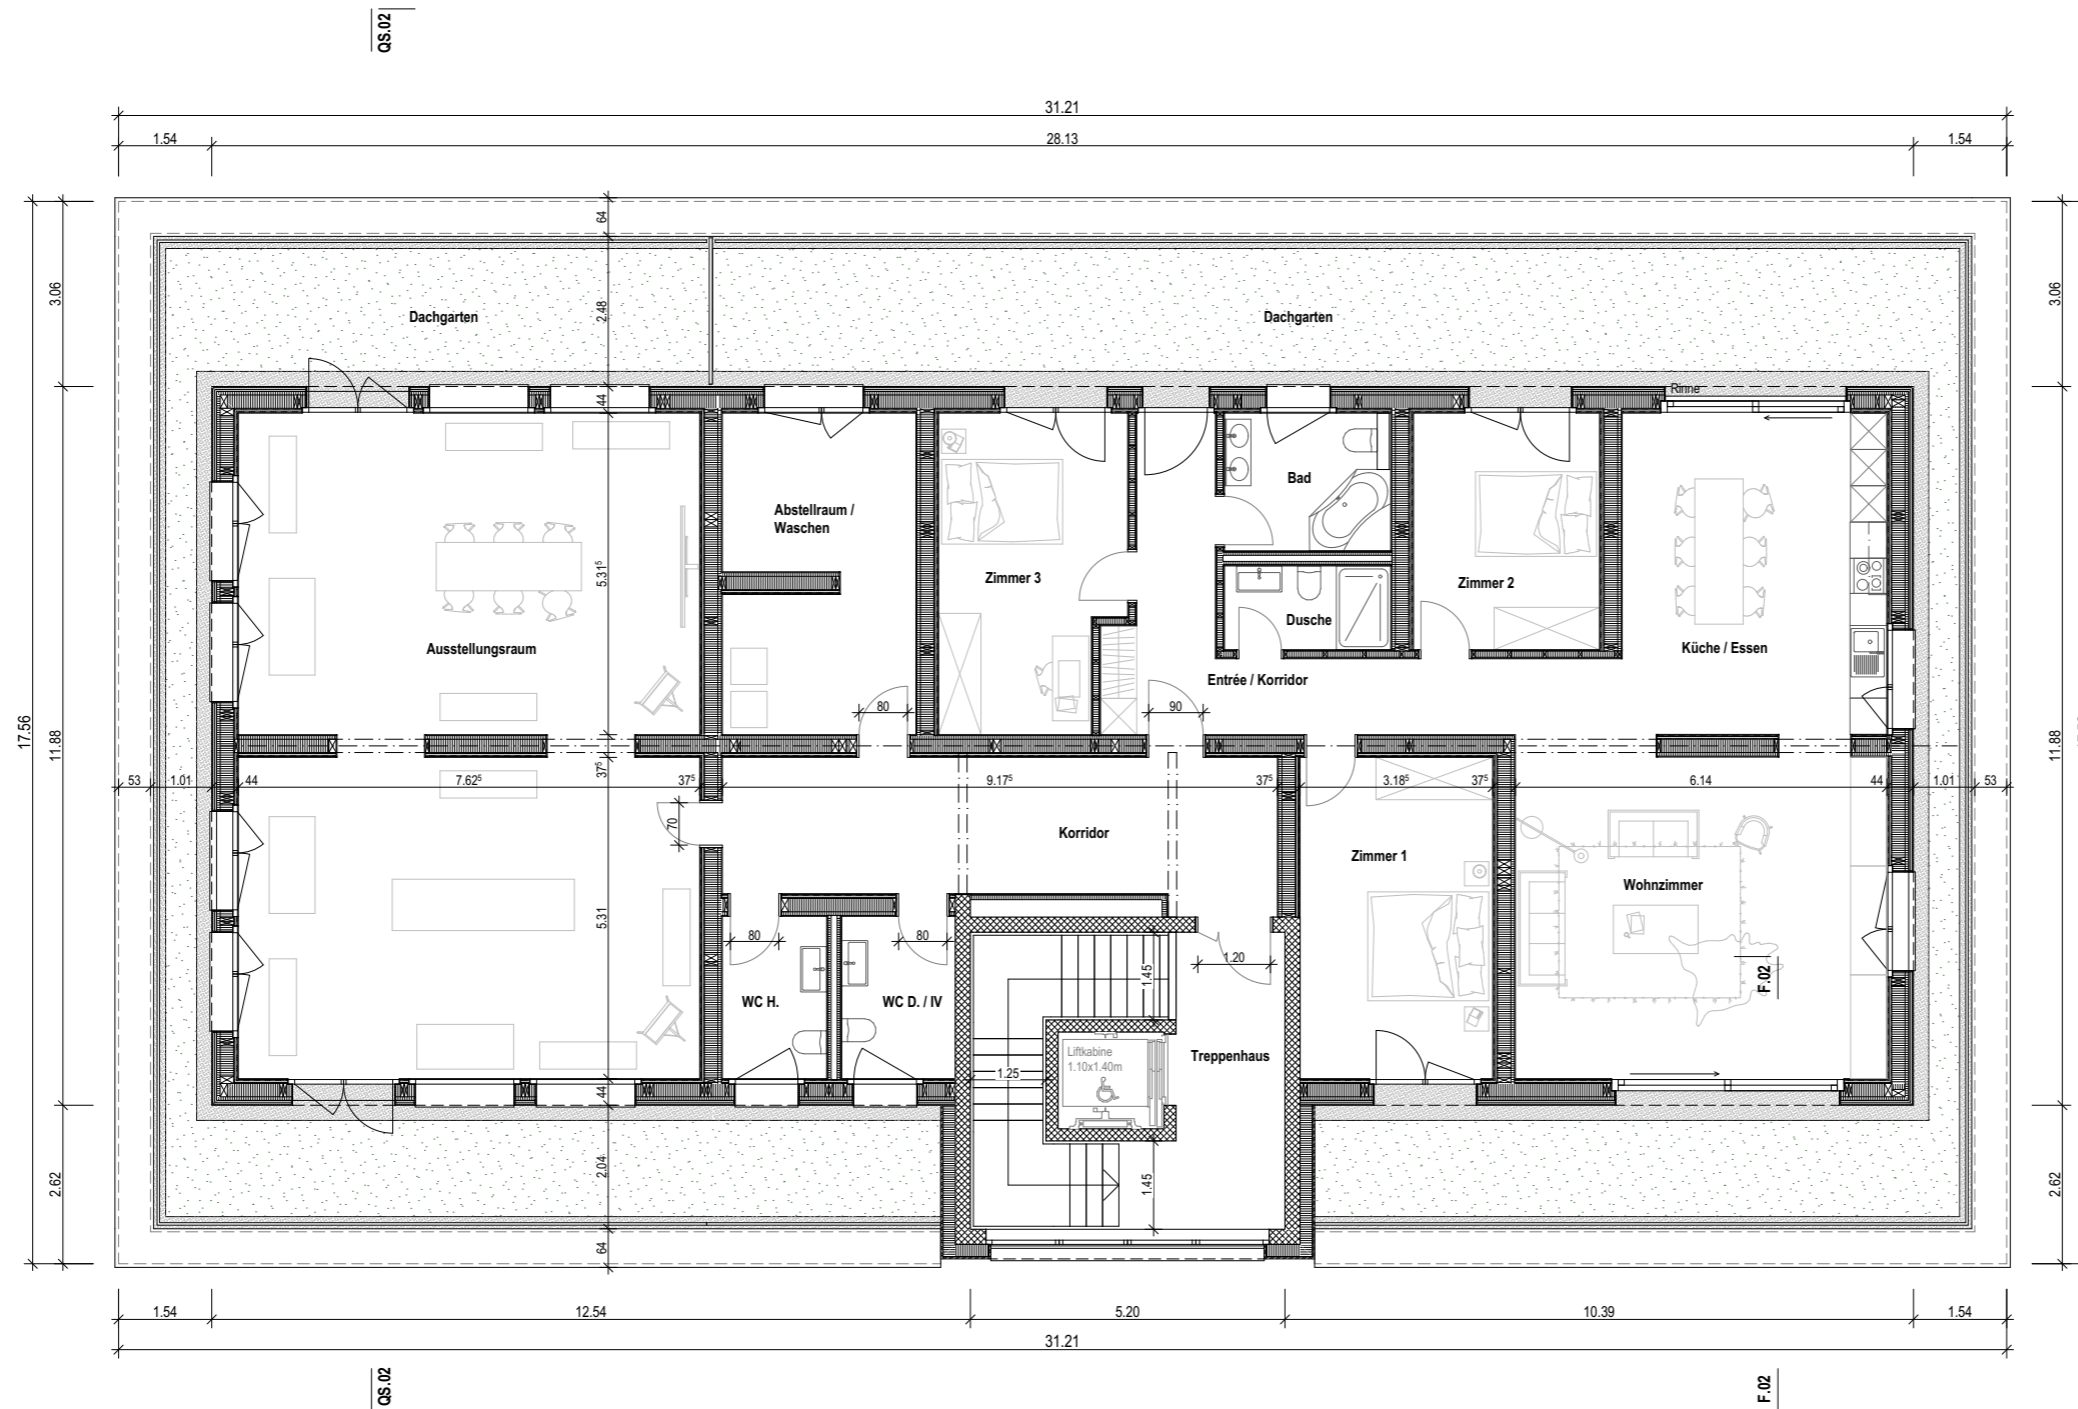 QS.02
31.21
1.54
28.13
1.54
64
3.06
3.06
Dachgarten
2.48
Dachgarten
44
Rinne
Bad
Abstellraum /
Waschen
Zimmer 3
5.31⁵
Zimmer 2
Dusche
Ausstellungsraum
Küche / Essen
Entrée / Korridor
80
90
17.56
11.88
11.88
37⁵
53
1.01
44
7.62⁵
37⁵
9.17⁵
37⁵
3.18⁵
37⁵
6.14
44
1.01
53
70
Korridor
Zimmer 1
Wohnzimmer
5.31
80
80
1.45
1.20
F.02
WC H.
WC D. / IV
Liftkabine
1.10x1.40m
Treppenhaus
1.25
44
2.04
1.45
2.62
2.62
64
1.54
12.54
5.20
10.39
1.54
31.21
QS.02
F.02